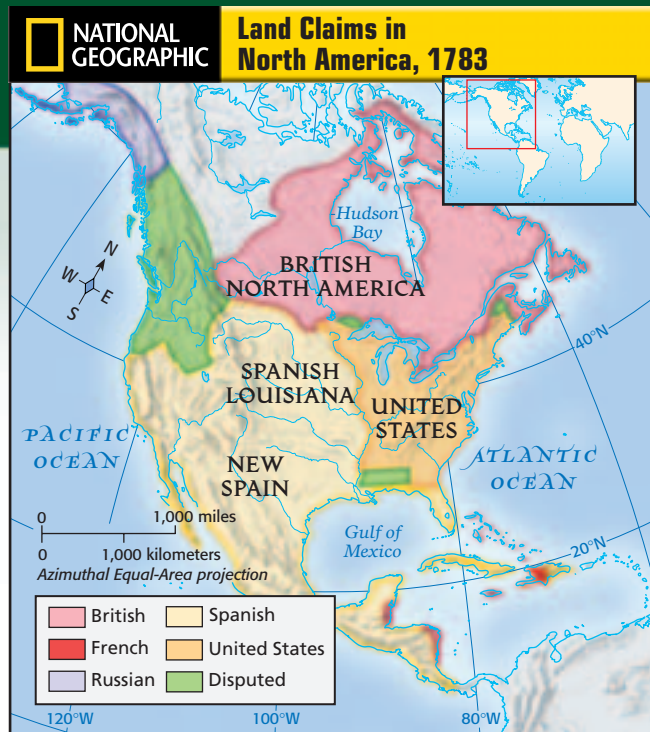 NATIONAL
GEOGRAPHIC
Land Claims in
North America, 1783
Hudson
Bay
N
W
E
S
BRITISH
NORTH AMERICA
40°N
SPANISH
LOUISIANA
UNITED
STATES
PACIFIC
OCEAN
ATLANTIC
OCEAN
NEW
SPAIN
0
1,000 miles
0
1,000 kilometers
Azimuthal Equal-Area projection
Gulf of
Mexico
20°N
British
Spanish
French
United States
Russian
Disputed
120°W
100°W
80°W